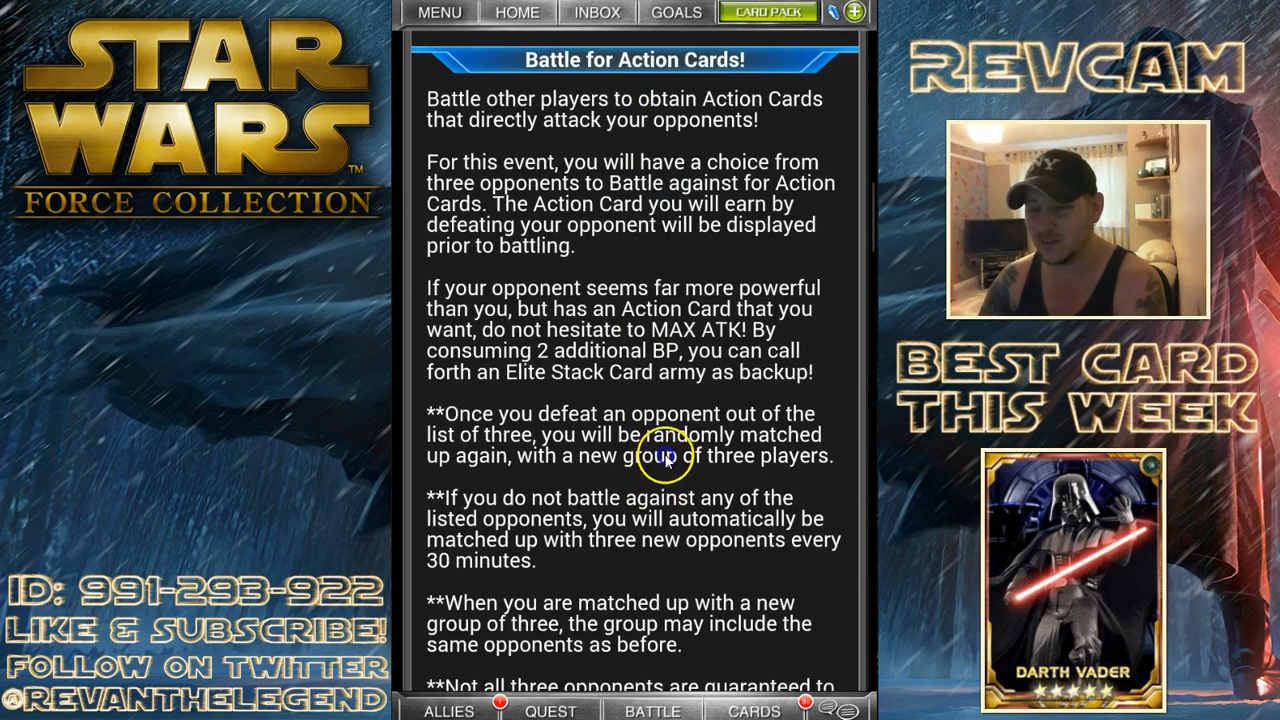 STAR
WARS
TM
FORCE COLLECTION
ID: 991-293-922
LIKE & SUBSCRIBE!
FOLLOW ON TWITTER
@REVANTHELEGEND
MENU
HOME
INBOX
GOALS
CARD PACK
Battle for Action Cards!
Battle other players to obtain Action Cards
that directly attack your opponents!
For this event, you will have a choice from
three opponents to Battle against for Action
Cards. The Action Card you will earn by
defeating your opponent will be displayed
prior to battling.
If your opponent seems far more powerful
than you, but has an Action Card that you
want, do not hesitate to MAX ATK! By
consuming 2 additional BP, you can call
forth an Elite Stack Card army as backup!
**Once you defeat an opponent out of the
list of three, you will be randomly matched
up again, with a new group of three players.
**If you do not battle against any of the
listed opponents, you will automatically be
matched up with three new opponents every
30 minutes.
**When you are matched up with a new
group of three, the group may include the
same opponents as before.
**Not all three opponents are guaranteed to
ALLIES
QUEST
BATTLE
CARDS
REVCAM
NY
BEST CARD
THIS WEEK
DARTH VADER